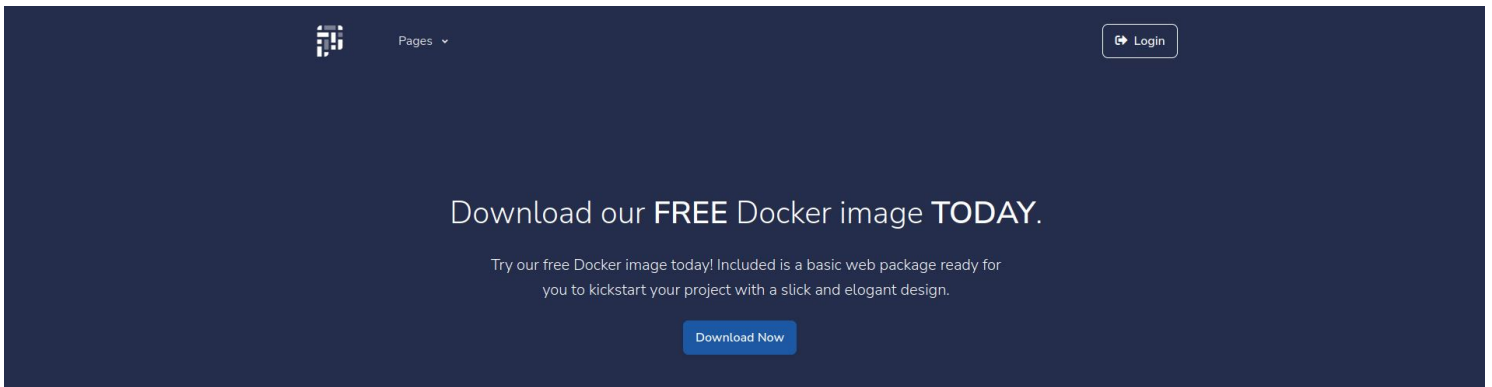 Pages
Login
Download our FREE Docker image TODAY.
Try our free Docker image today! Included is a basic web package ready for
you to kickstart your project with a slick and elogant design.
Download Now